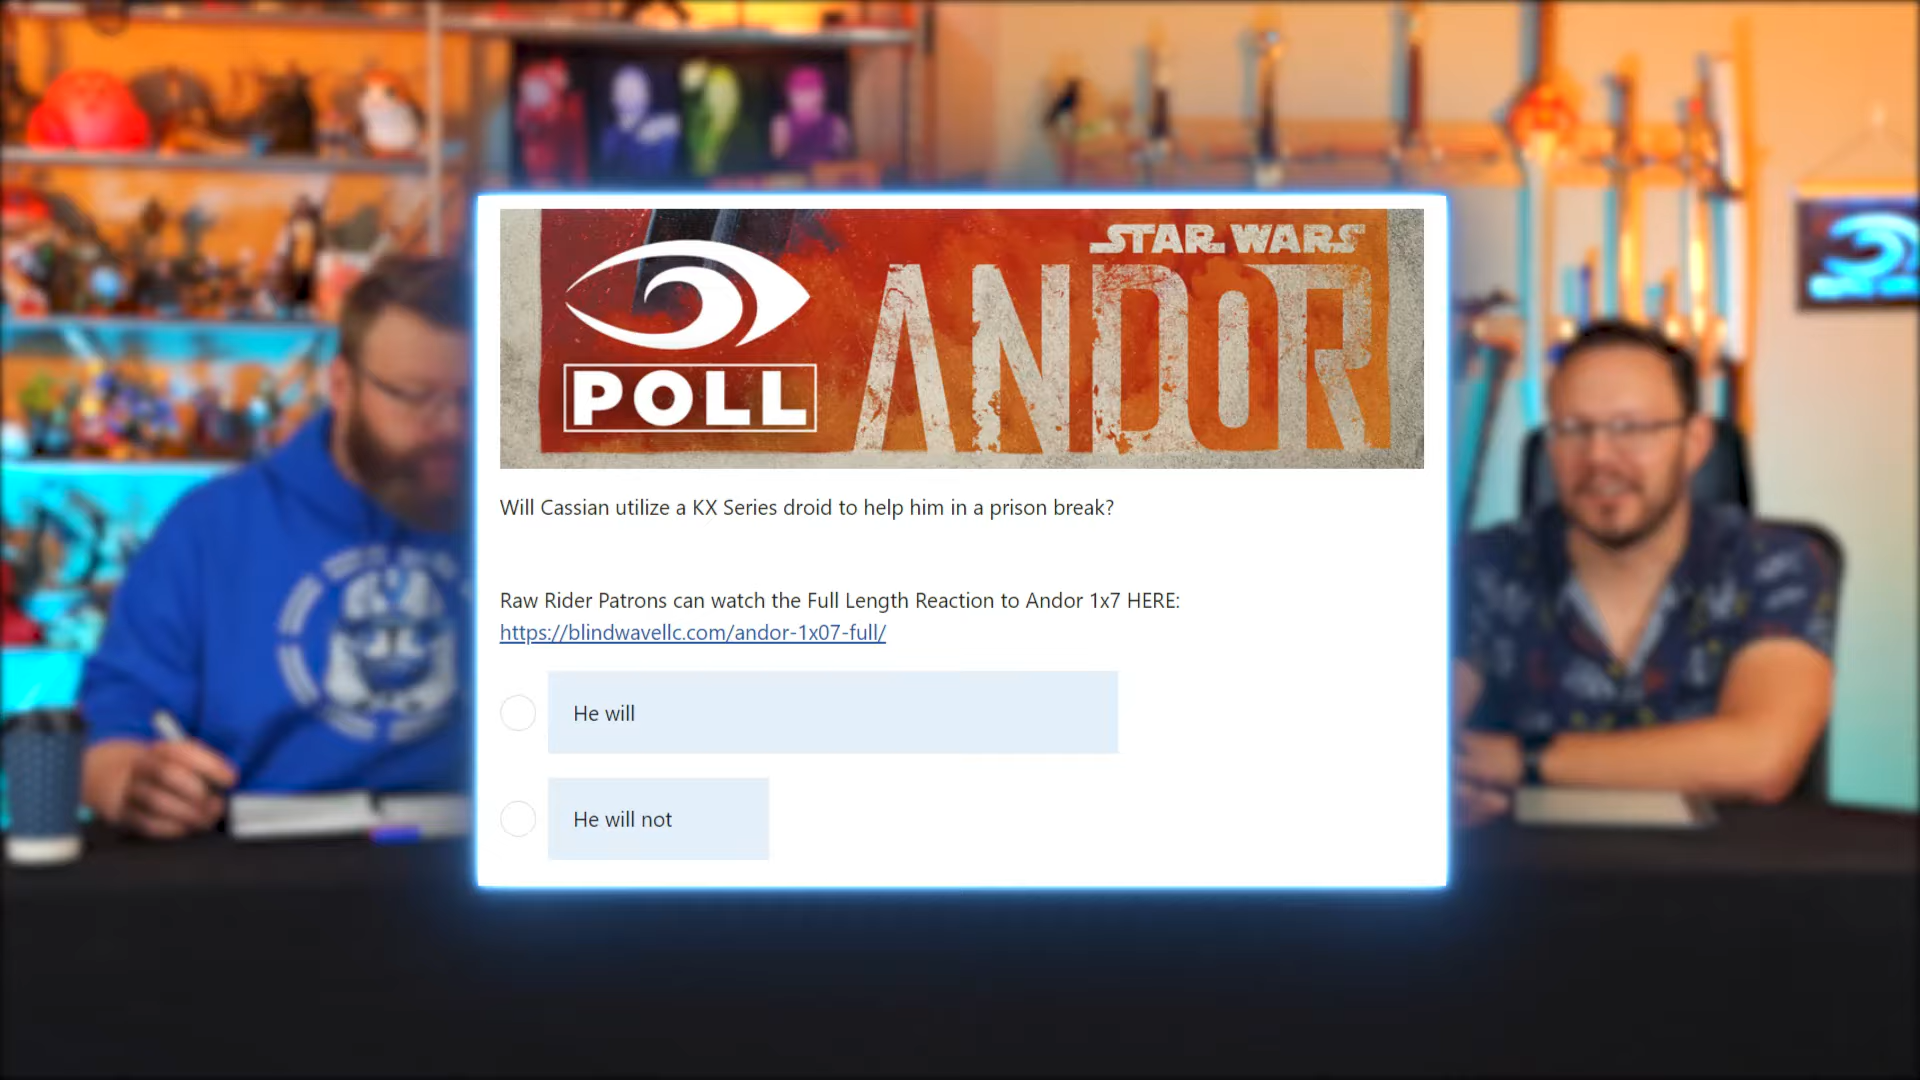 STAR WARS
ANDOR
POLL
Will Cassian utilize a KX Series droid to help him in a prison break?
Raw Rider Patrons can watch the Full Length Reaction to Andor 1x7 HERE:
https://blindwavellc.com/andor-1x07-full/
He will
He will not